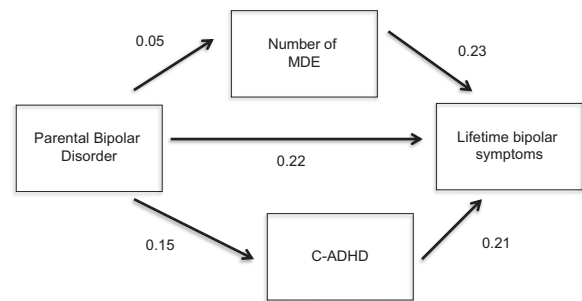 0.05
Number of
MDE
0.23
Parental Bipolar
Disorder
0.22
Lifetime bipolar
symptoms
0.15
C-ADHD
0.21